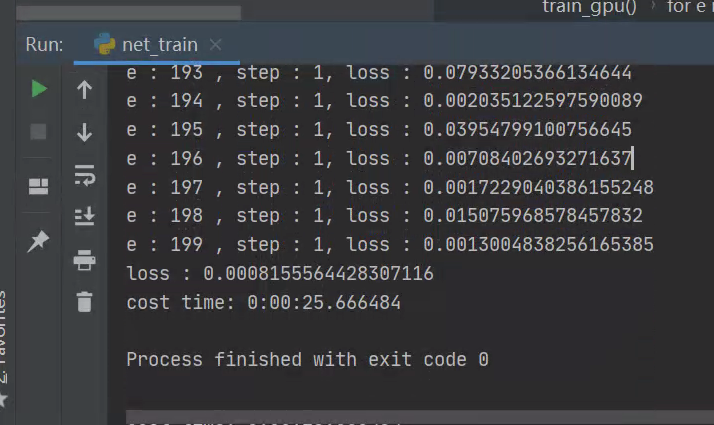 train_gpu() › for e
Run: net_train ×
e : 193 , step : 1, loss : 0.07933205366134644
e : 194 , step : 1, loss : 0.002035122597590089
e : 195 , step : 1, loss : 0.03954799100756645
e : 196 , step : 1, loss : 0.00708402693271637
e : 197 , step : 1, loss : 0.0017229040386155248
e : 198 , step : 1, loss : 0.015075968578457832
e : 199 , step : 1, loss : 0.0013004838256165385
loss : 0.0008155564428307116
cost time: 0:00:25.666484
Process finished with exit code 0
2: Favorites